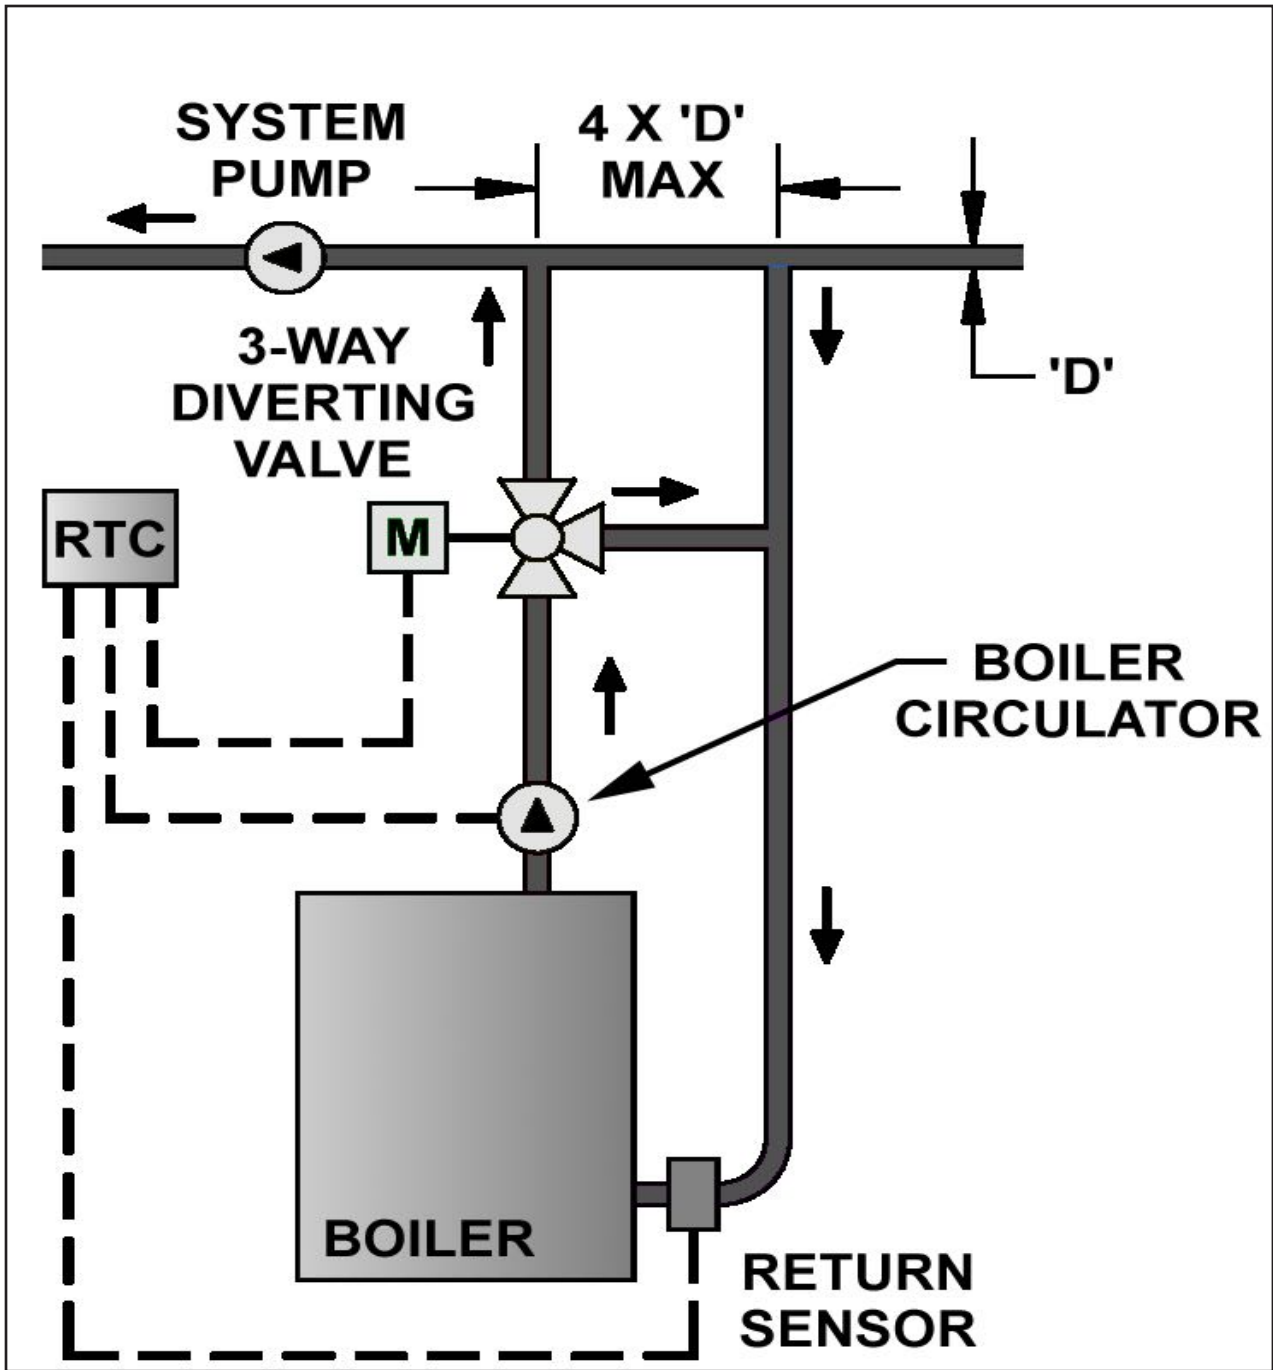 SYSTEM
PUMP
4 X 'D'
MAX
3-WAY
DIVERTING
VALVE
'D'
RTC
M
BOILER
CIRCULATOR
BOILER
RETURN
SENSOR